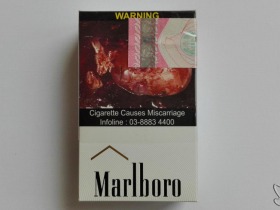 WARNING
Cigarette Causes Miscarriage
Infoline : 03-8883 4400
Marlboro